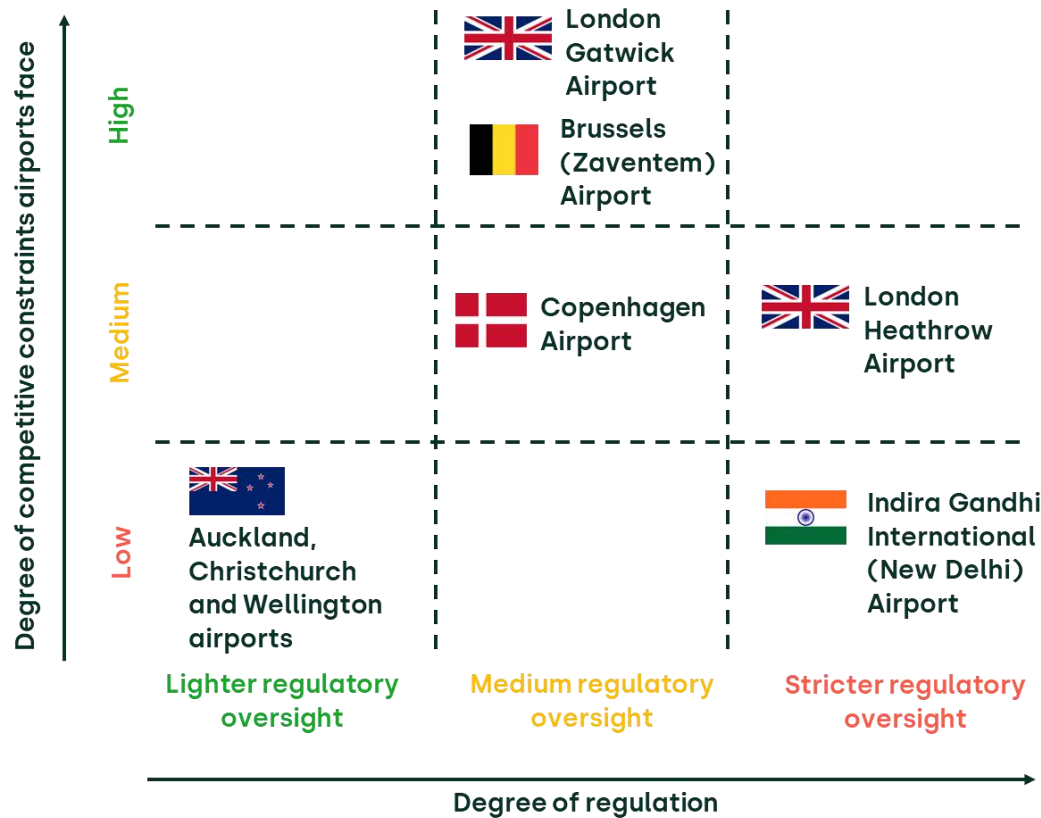 Degree of competitive constraints airports face
High
London
Gatwick
Airport
Brussels
(Zaventem)
Airport
Medium
Copenhagen
Airport
London
Heathrow
Airport
Low
Auckland,
Christchurch
and Wellington
airports
Indira Gandhi
International
(New Delhi)
Airport
Lighter regulatory
oversight
Medium regulatory
oversight
Stricter regulatory
oversight
Degree of regulation